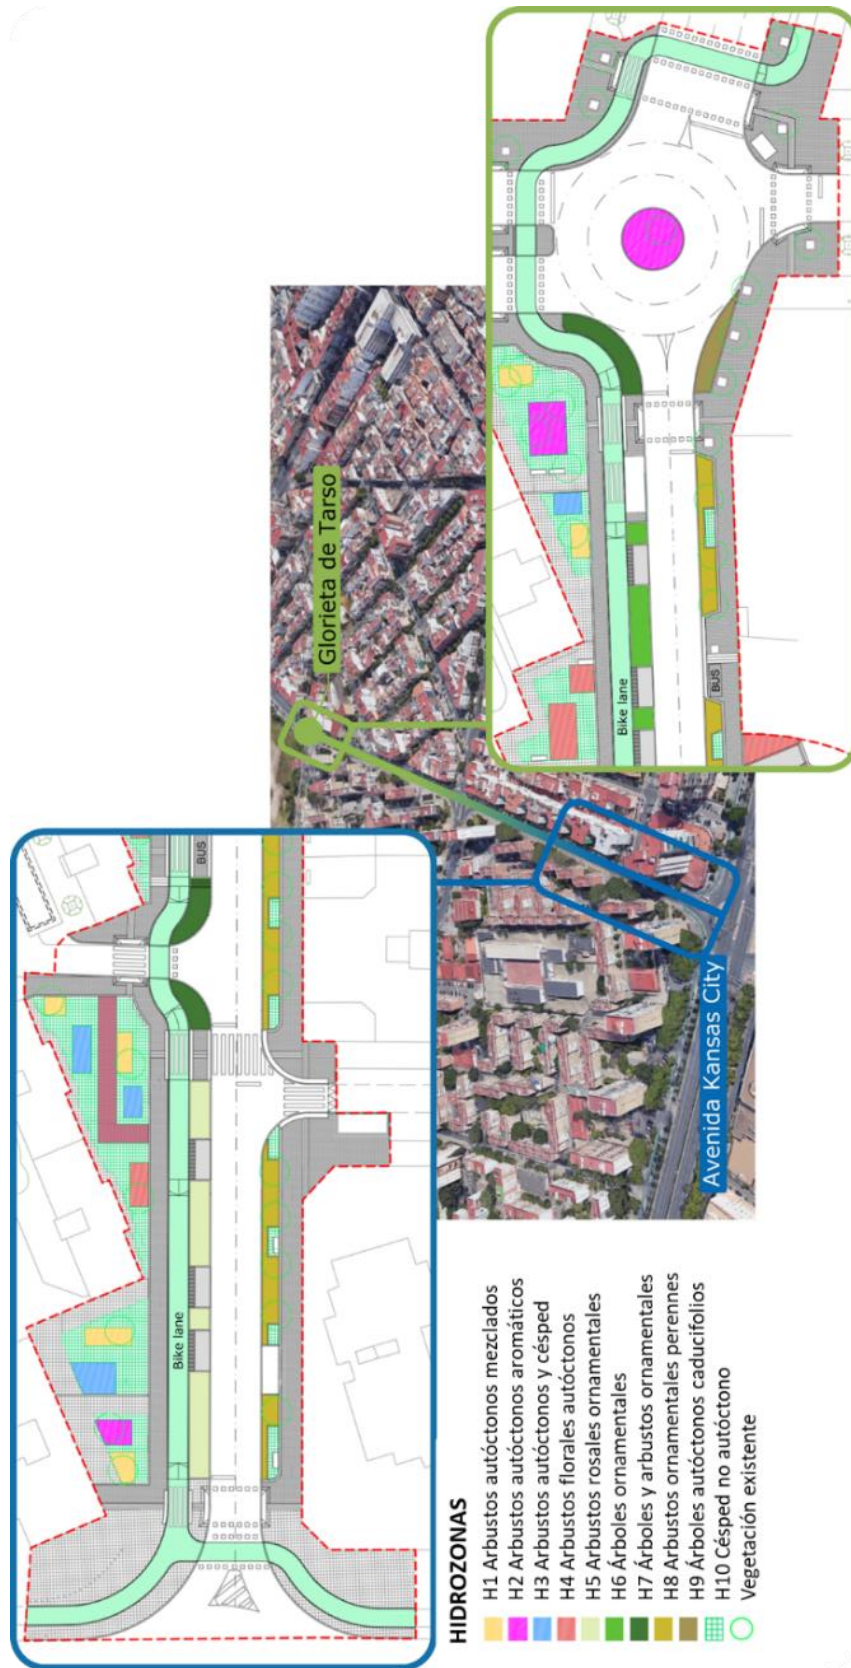 Glorieta de Tarso
Avenida Kansas City
Bike lane
BUS
Bike lane
BUS
HIDROZONAS
H1 Arbustos autóctonos mezclados
H2 Arbustos autóctonos aromáticos
H3 Arbustos autóctonos y césped
H4 Arbustos florales autóctonos
H5 Arbustos rosales ornamentales
H6 Árboles ornamentales
H7 Árboles y arbustos ornamentales
H8 Arbustos ornamentales perennes
H9 Árboles autóctonos caducifolios
H10 Césped no autóctono
Vegetación existente